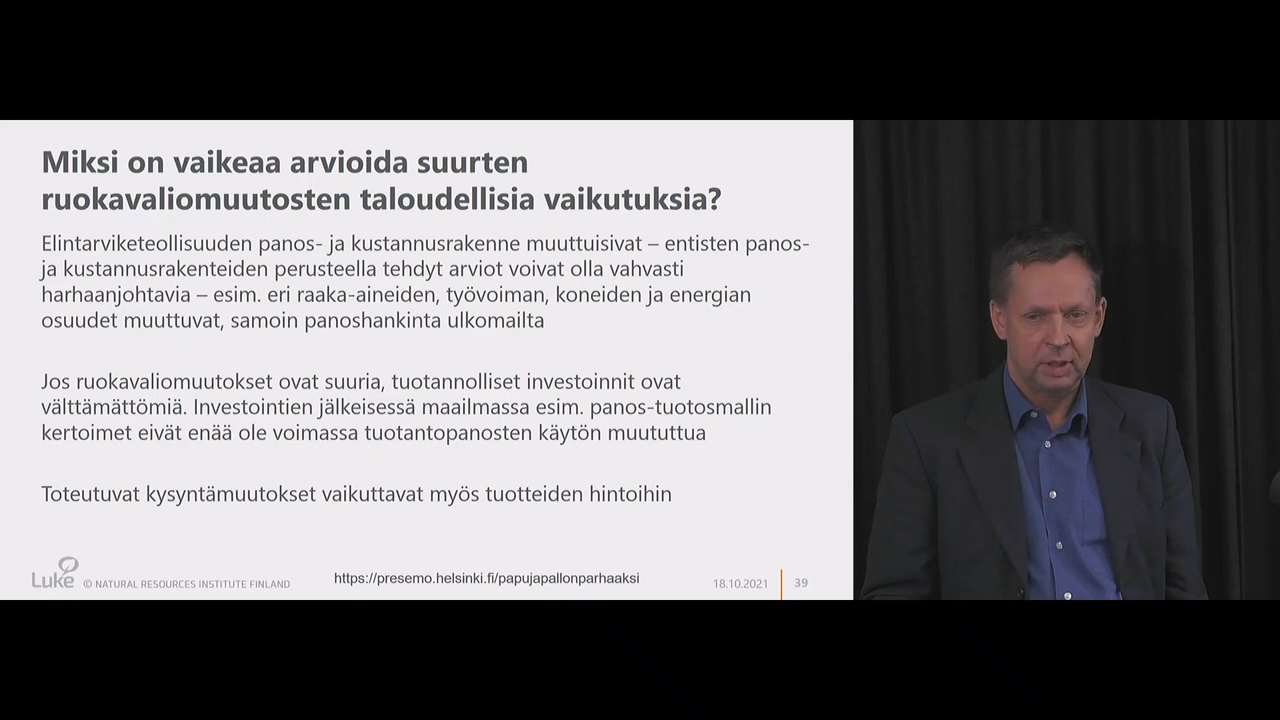 Miksi on vaikeaa arvioida suurten
ruokavaliomuutosten taloudellisia vaikutuksia?
Elintarviketeollisuuden panos- ja kustannusrakenne muuttuisivat – entisten panos-
ja kustannusrakenteiden perusteella tehdyt arviot voivat olla vahvasti
harhaanjohtavia – esim. eri raaka-aineiden, työvoiman, koneiden ja energian
osuudet muuttuvat, samoin panoshankinta ulkomailta
Jos ruokavaliomuutokset ovat suuria, tuotannolliset investoinnit ovat
välttämättömiä. Investointien jälkeisessä maailmassa esim. panos-tuotosmallin
kertoimet eivät enää ole voimassa tuotantopanosten käytön muututtua
Toteutuvat kysyntämuutokset vaikuttavat myös tuotteiden hintoihin
Luke © NATURAL RESOURCES INSTITUTE FINLAND
https://presemo.helsinki.fi/papujapallonparhaaksi
18.10.2021 39